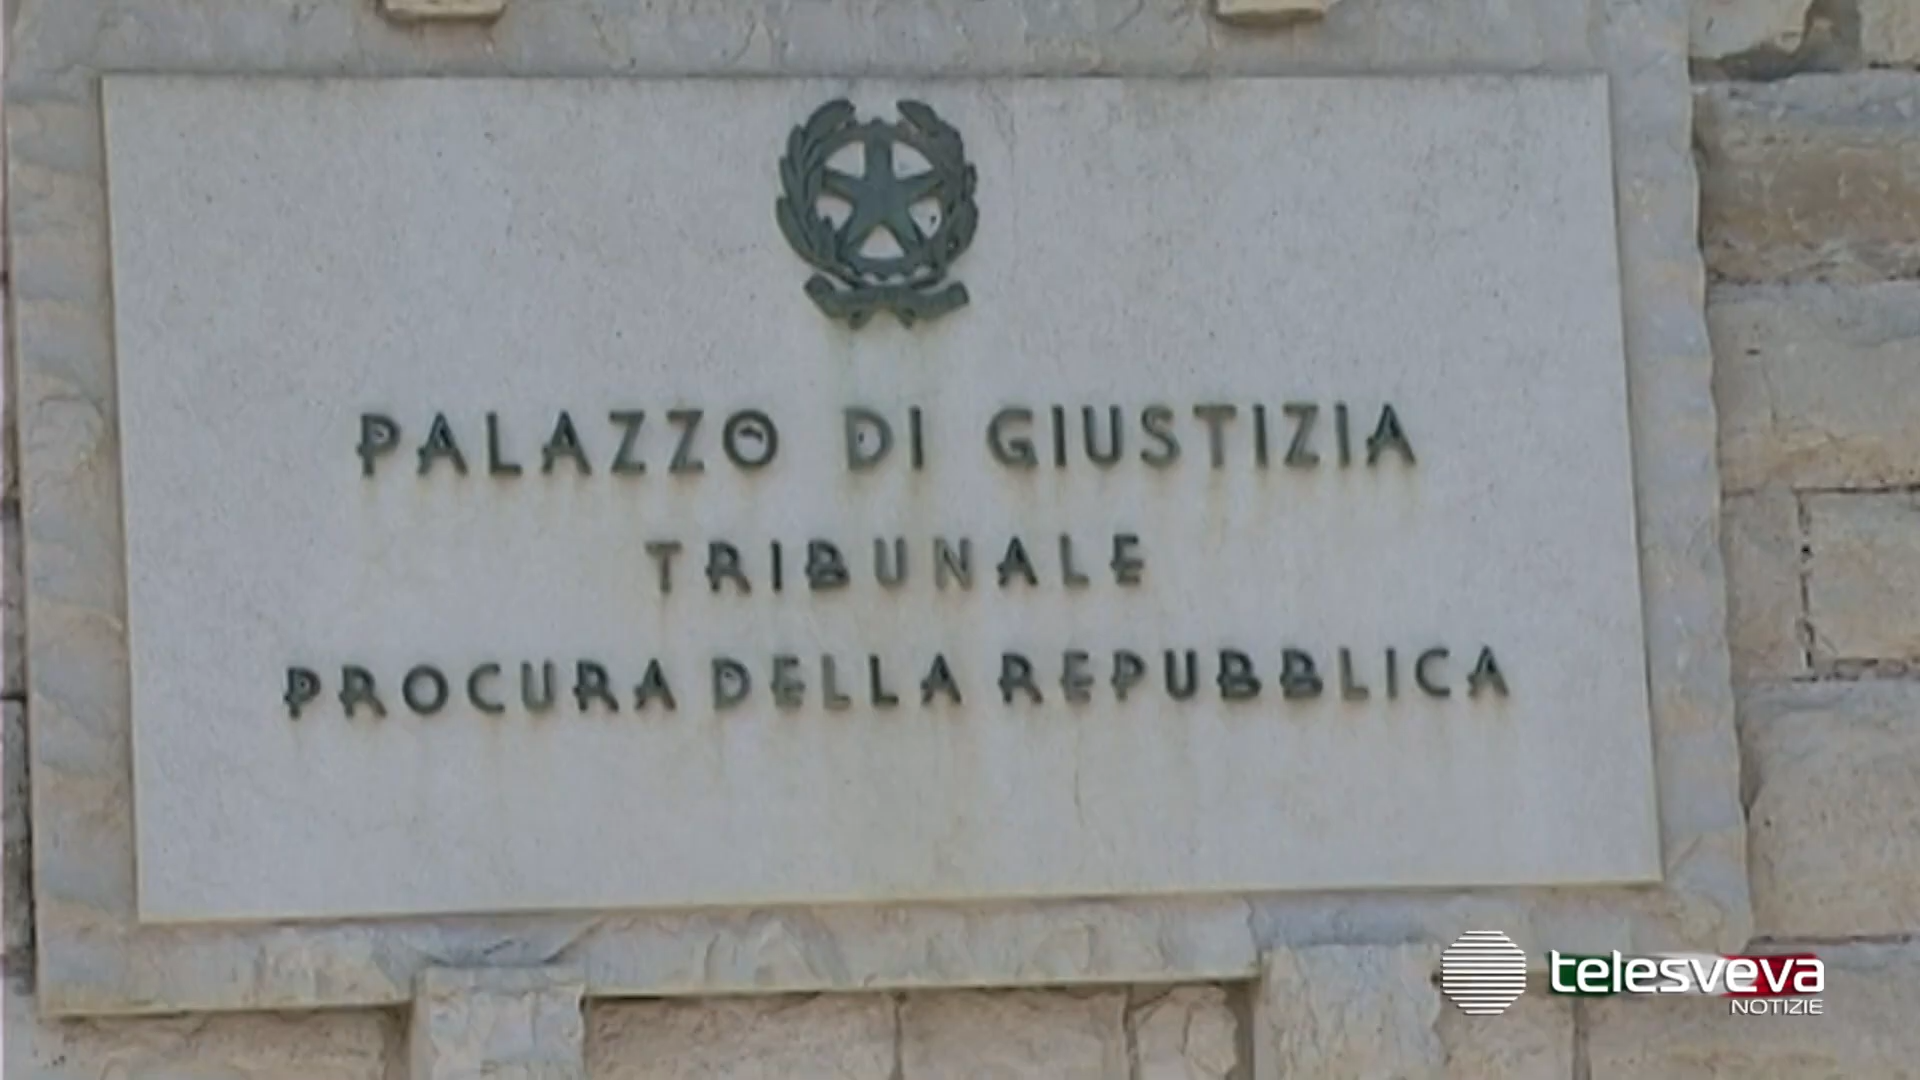 PALAZZO DI GIUSTIZIA
TRIBUNALE
PROCURA DELLA REPUBBLICA
telesveva
NOTIZIE